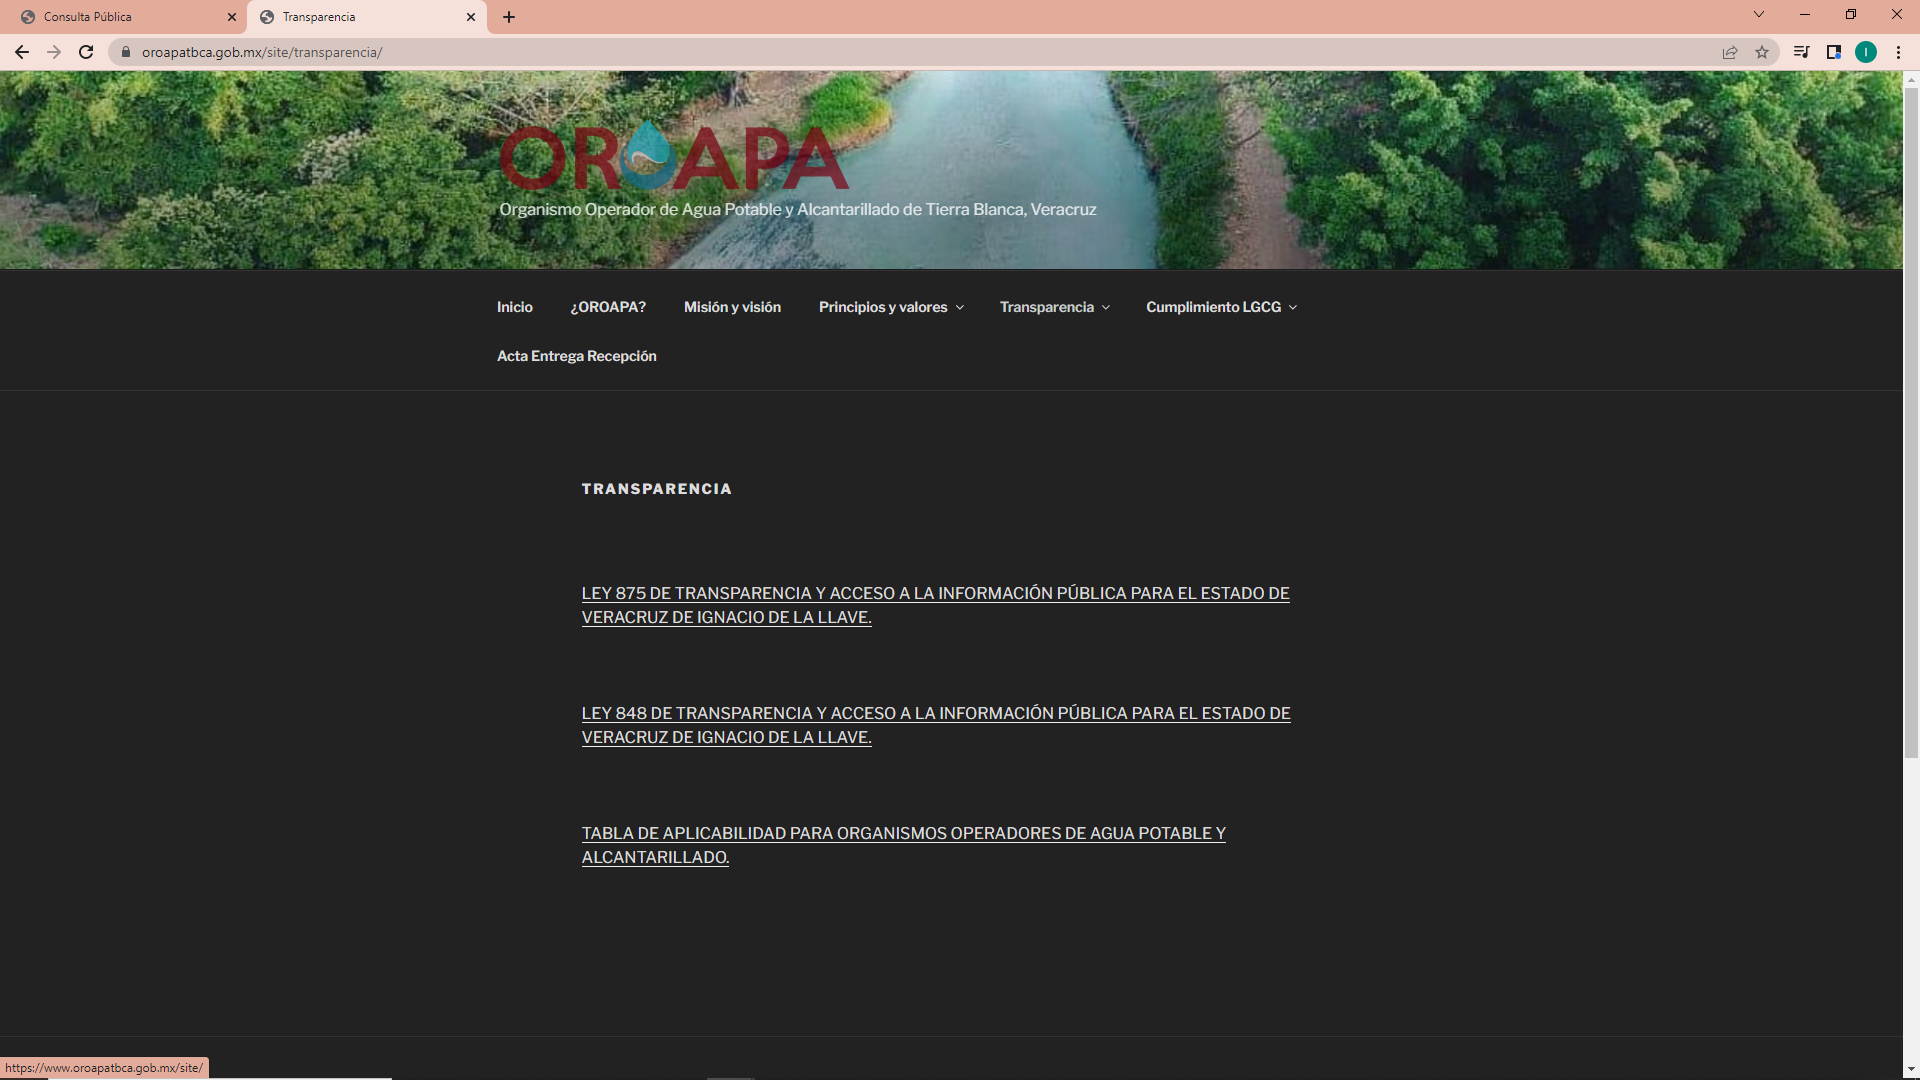 Consulta Pública
Transparencia
oroapatbca.gob.mx/site/transparencia/
I
OROAPA
Organismo Operador de Agua Potable y Alcantarillado de Tierra Blanca, Veracruz
Inicio ¿OROAPA? Misión y visión Principios y valores Transparencia Cumplimiento LGCG
Acta Entrega Recepción
TRANSPARENCIA
LEY 875 DE TRANSPARENCIA Y ACCESO A LA INFORMACIÓN PÚBLICA PARA EL ESTADO DE
VERACRUZ DE IGNACIO DE LA LLAVE.
LEY 848 DE TRANSPARENCIA Y ACCESO A LA INFORMACIÓN PÚBLICA PARA EL ESTADO DE
VERACRUZ DE IGNACIO DE LA LLAVE.
TABLA DE APLICABILIDAD PARA ORGANISMOS OPERADORES DE AGUA POTABLE Y
ALCANTARILLADO.
https://www.oroapatbca.gob.mx/site/